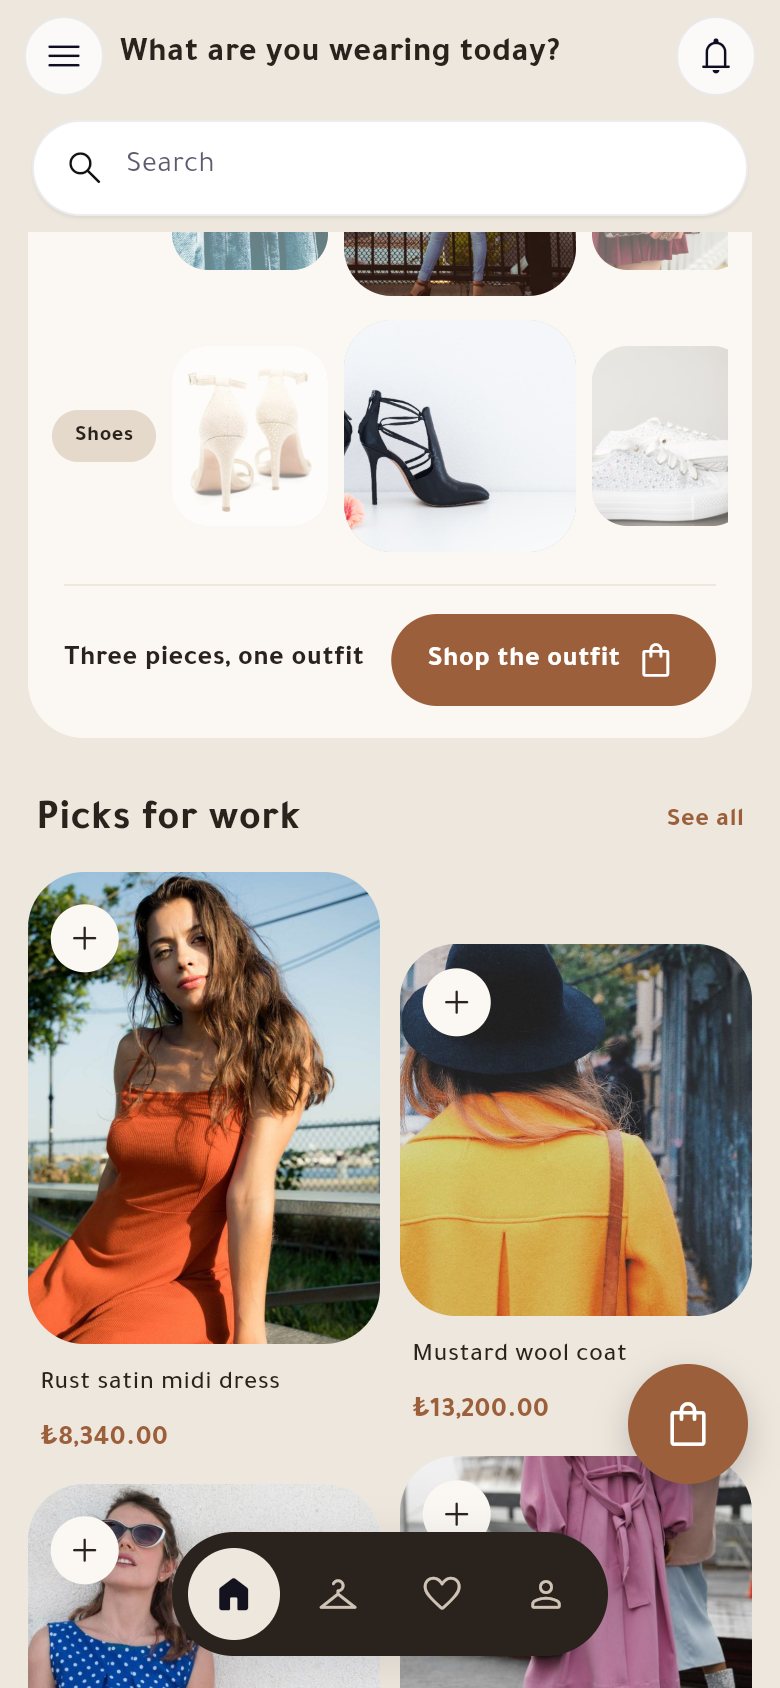 What are you wearing today?
Search
Shoes
Three pieces, one outfit
Shop the outfit
Picks for work
See all
Rust satin midi dress
₺8,340.00
Mustard wool coat
₺13,200.00